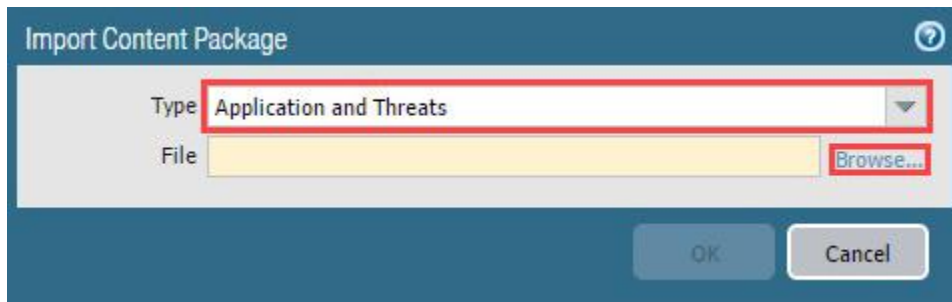 Import Content Package
Type Application and Threats
File Browse...
OK Cancel